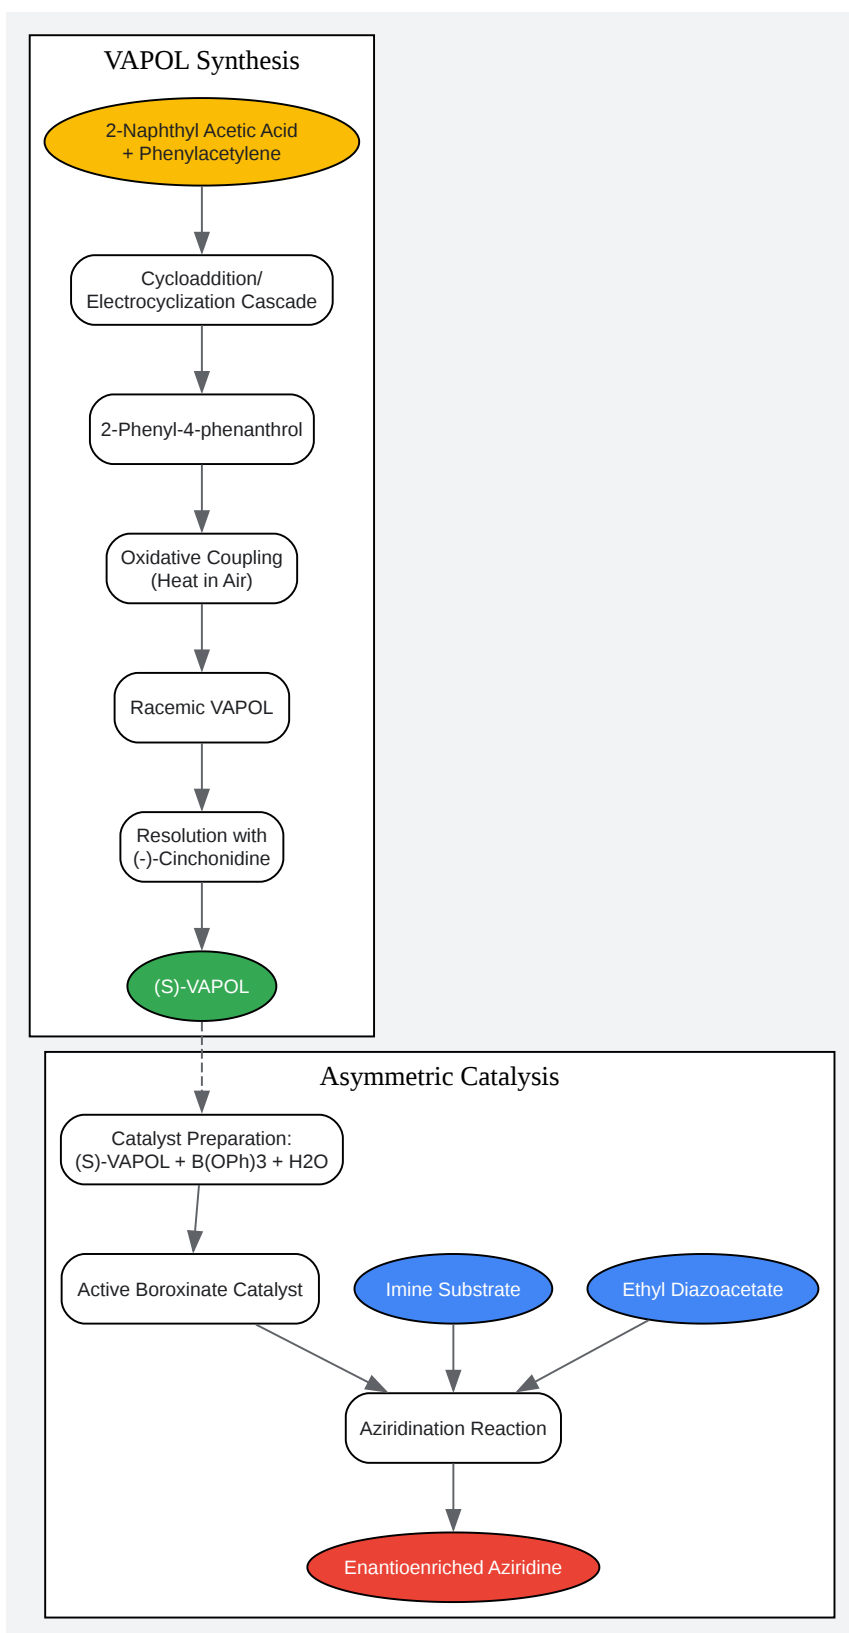 VAPOL Synthesis
2-Naphthyl Acetic Acid
+ Phenylacetylene
Cycloaddition/
Electrocyclization Cascade
2-Phenyl-4-phenanthrol
Oxidative Coupling
(Heat in Air)
Racemic VAPOL
Resolution with
(-)-Cinchonidine
(S)-VAPOL
Asymmetric Catalysis
Catalyst Preparation:
(S)-VAPOL + B(OPh)3 + H2O
Active Boroxinate Catalyst
Imine Substrate
Ethyl Diazoacetate
Aziridination Reaction
Enantioenriched Aziridine